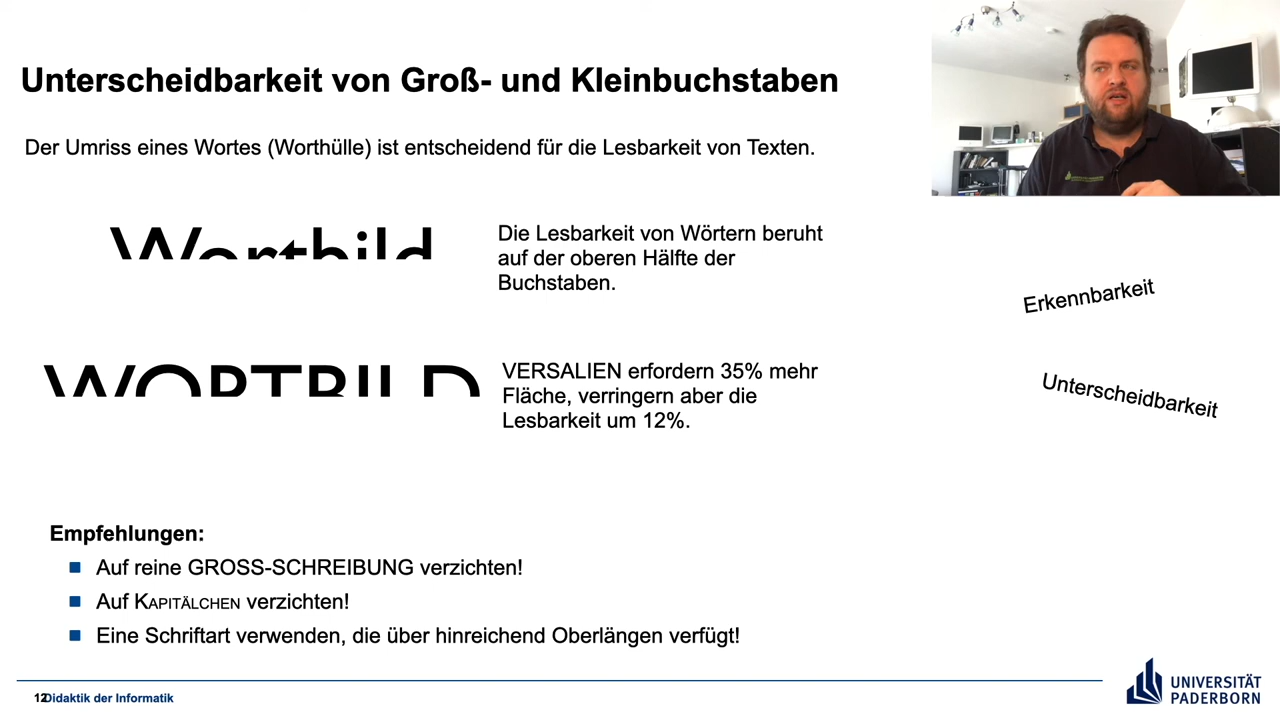 Unterscheidbarkeit von Groß- und Kleinbuchstaben
Der Umriss eines Wortes (Worthülle) ist entscheidend für die Lesbarkeit von Texten.
Wortbild
Die Lesbarkeit von Wörtern beruht
auf der oberen Hälfte der
Buchstaben.
Erkennbarkeit
WORTBILD
VERSALIEN erfordern 35% mehr
Fläche, verringern aber die
Lesbarkeit um 12%.
Unterscheidbarkeit
Empfehlungen:
Auf reine GROSS-SCHREIBUNG verzichten!
Auf KAPITÄLCHEN verzichten!
Eine Schriftart verwenden, die über hinreichend Oberlängen verfügt!
12
Didaktik der Informatik
UNIVERSITÄT
PADERBORN